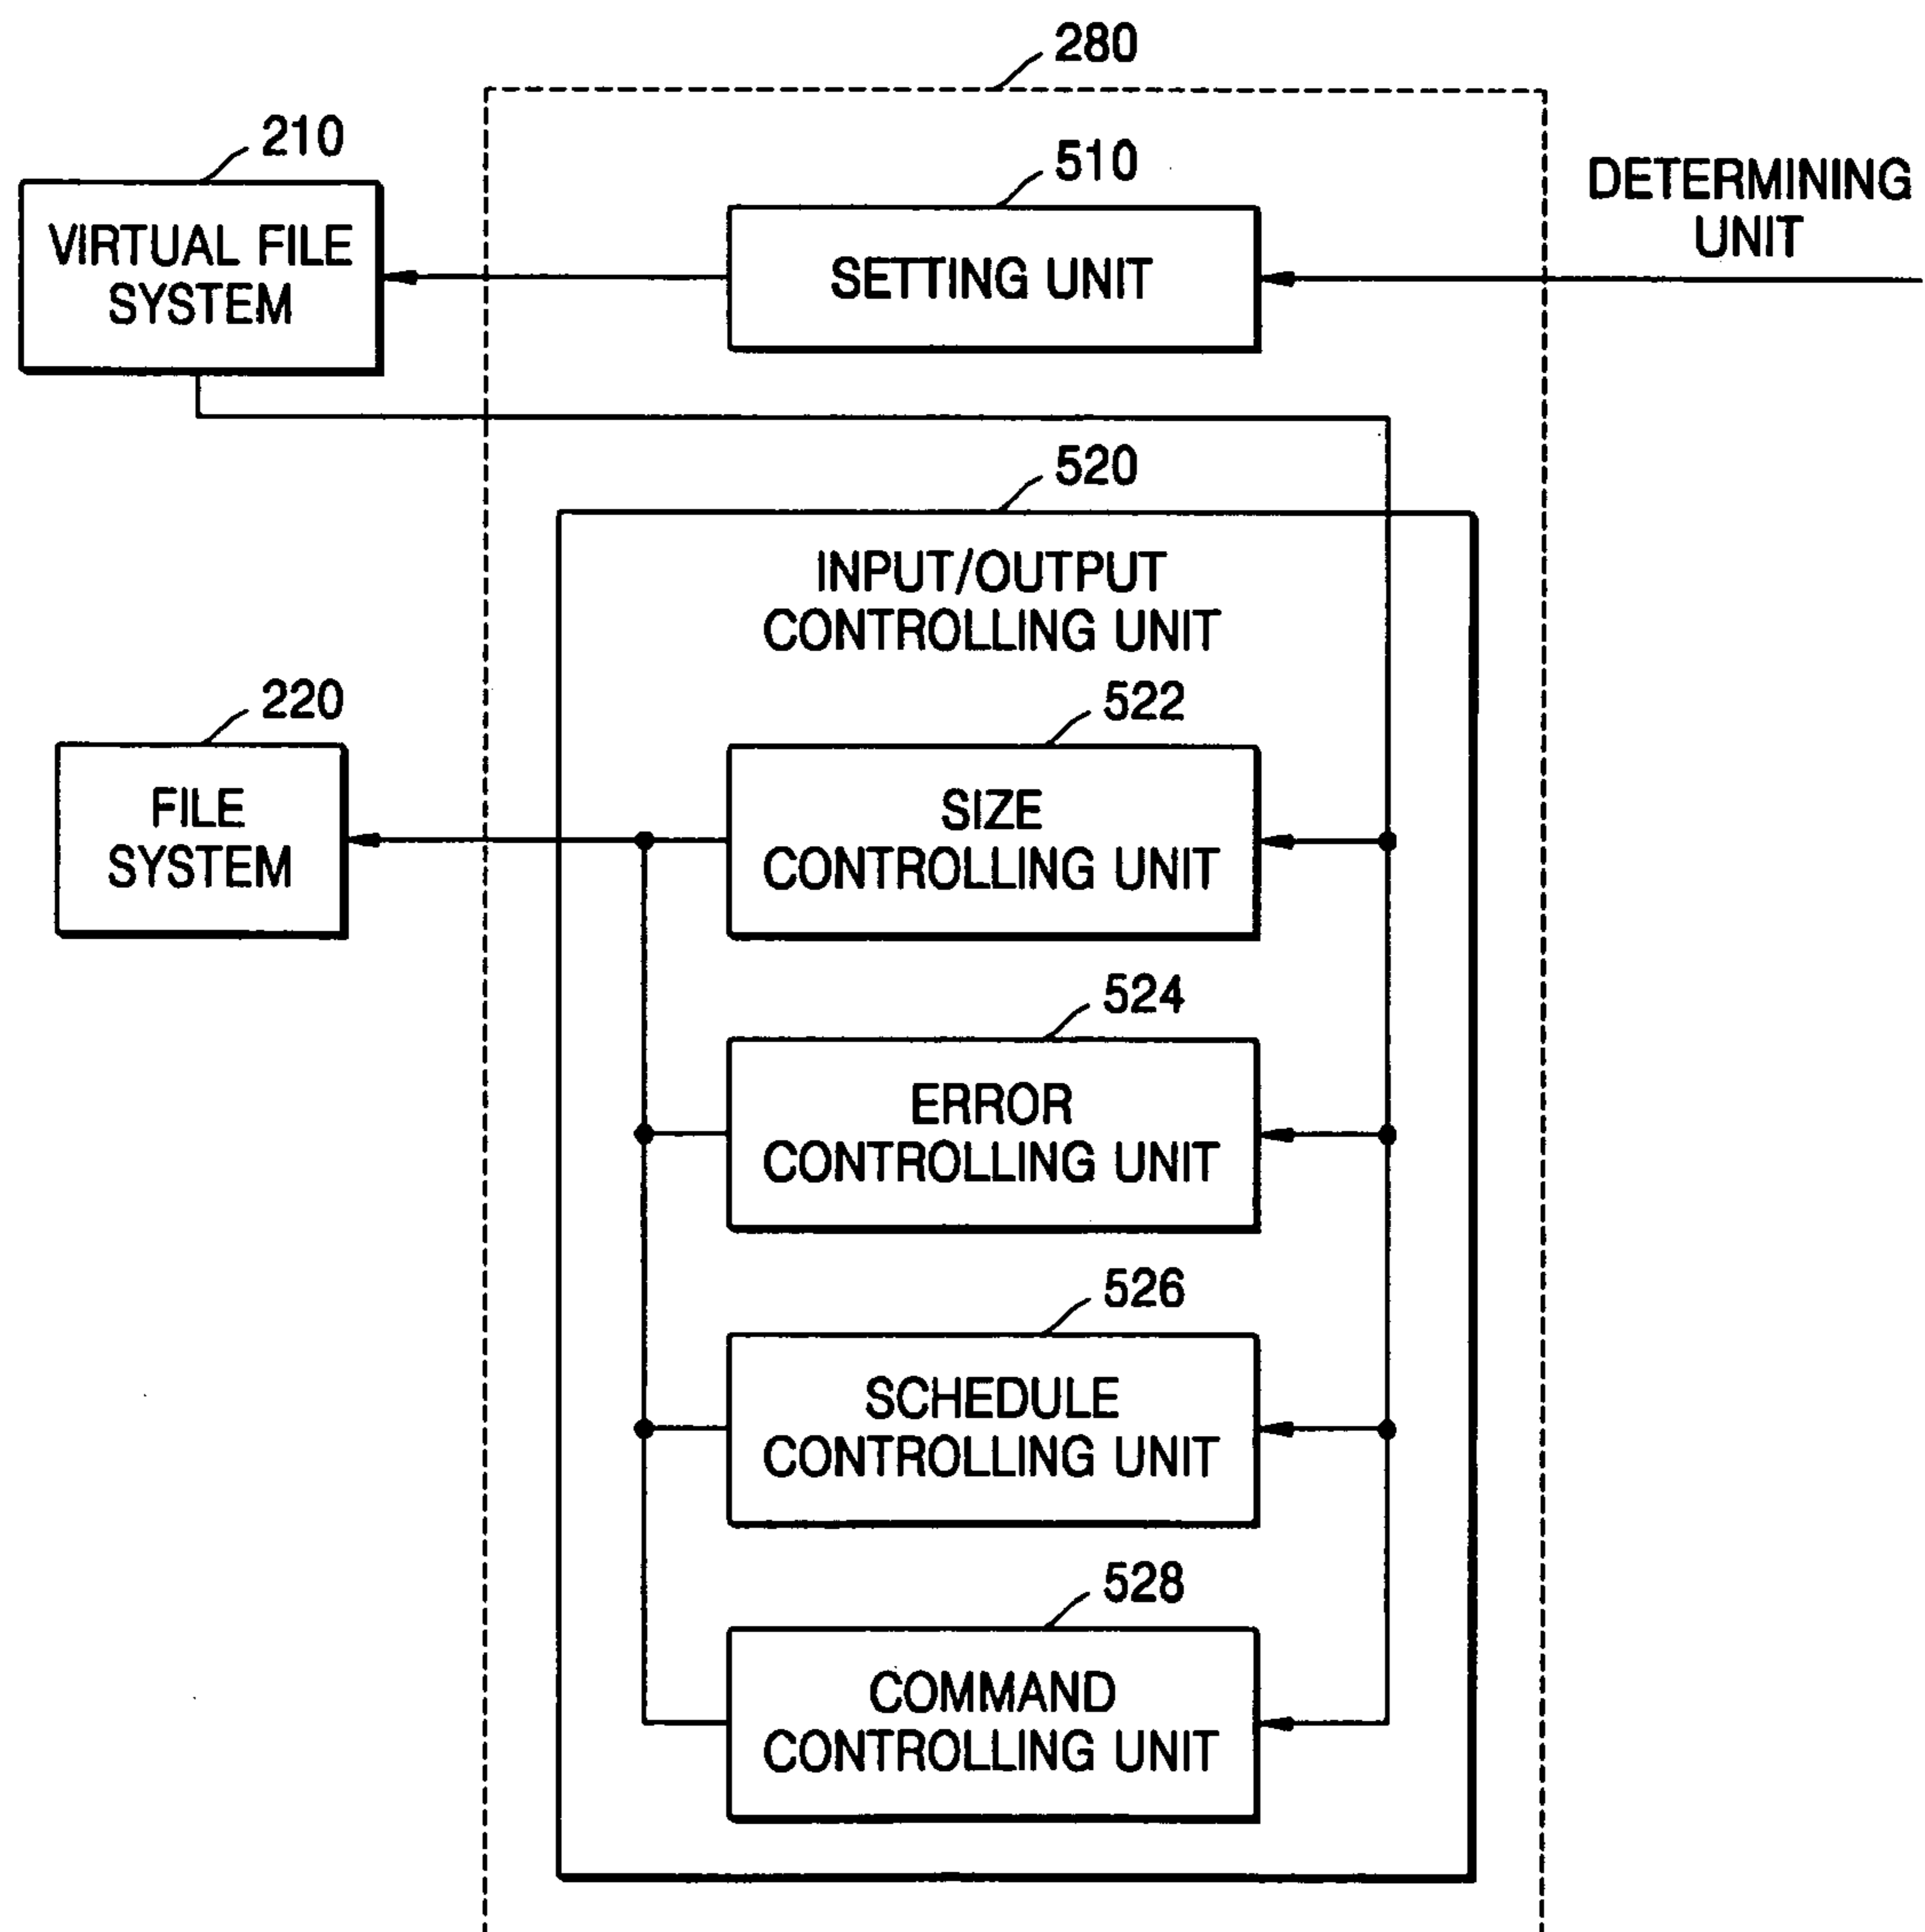 280
210
510
DETERMINING
UNIT
VIRTUAL FILE
SYSTEM
SETTING UNIT
520
INPUT/OUTPUT
CONTROLLING UNIT
220
522
FILE
SYSTEM
SIZE
CONTROLLING UNIT
524
ERROR
CONTROLLING UNIT
526
SCHEDULE
CONTROLLING UNIT
528
COMMAND
CONTROLLING UNIT